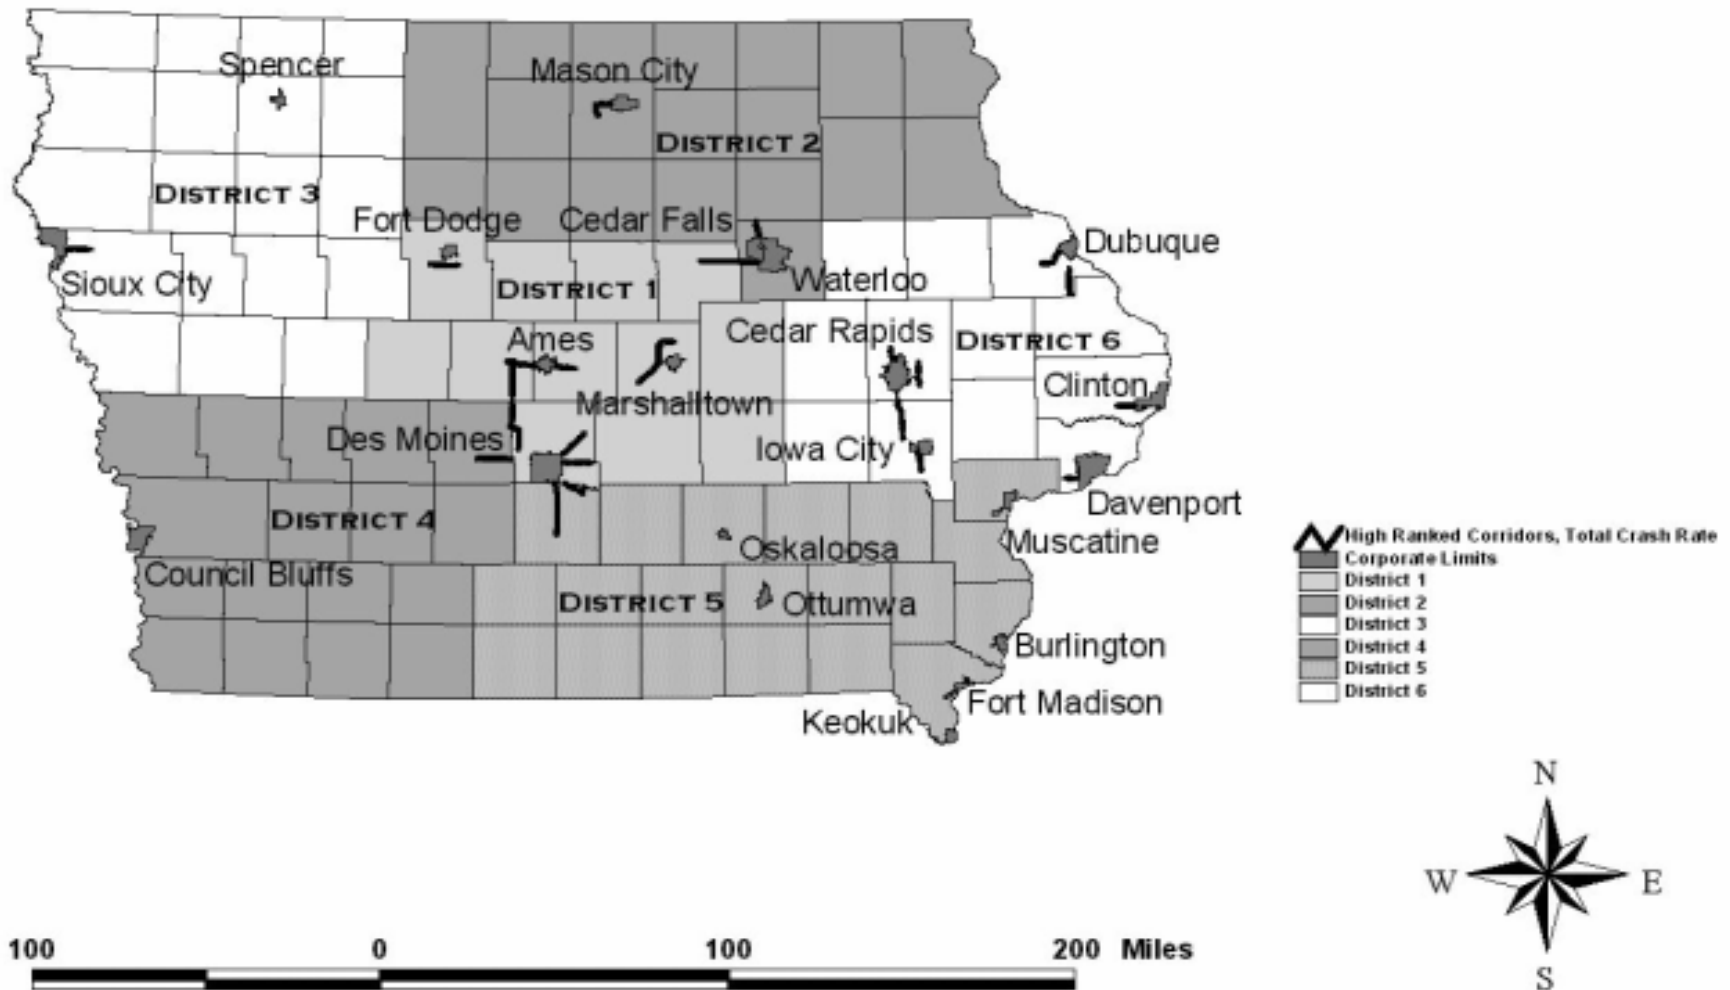 Spencer
Mason City
DISTRICT 2
DISTRICT 3
Fort Dodge
Cedar Falls
Dubuque
Sioux City
DISTRICT 1
Waterloo
Ames
Cedar Rapids
DISTRICT 6
Clinton
Marshalltown
Des Moines
Iowa City
Davenport
DISTRICT 4
Muscatine
Oskaloosa
Council Bluffs
DISTRICT 5
Ottumwa
Burlington
Fort Madison
Keokuk
High Ranked Corridors, Total Crash Rate
Corporate Limits
District 1
District 2
District 3
District 4
District 5
District 6
N
W E
S
100 0 100 200 Miles